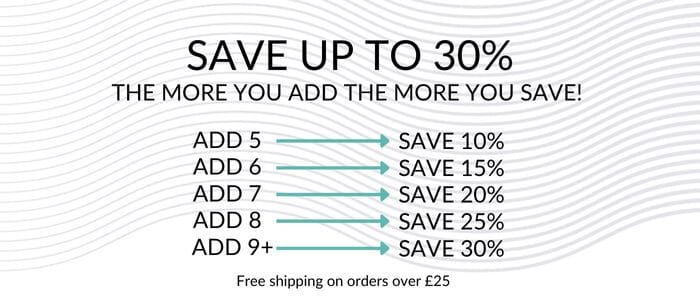 SAVE UP TO 30%
THE MORE YOU ADD THE MORE YOU SAVE!
ADD 5 SAVE 10%
ADD 6 SAVE 15%
ADD 7 SAVE 20%
ADD 8 SAVE 25%
ADD 9+ SAVE 30%
Free shipping on orders over £25